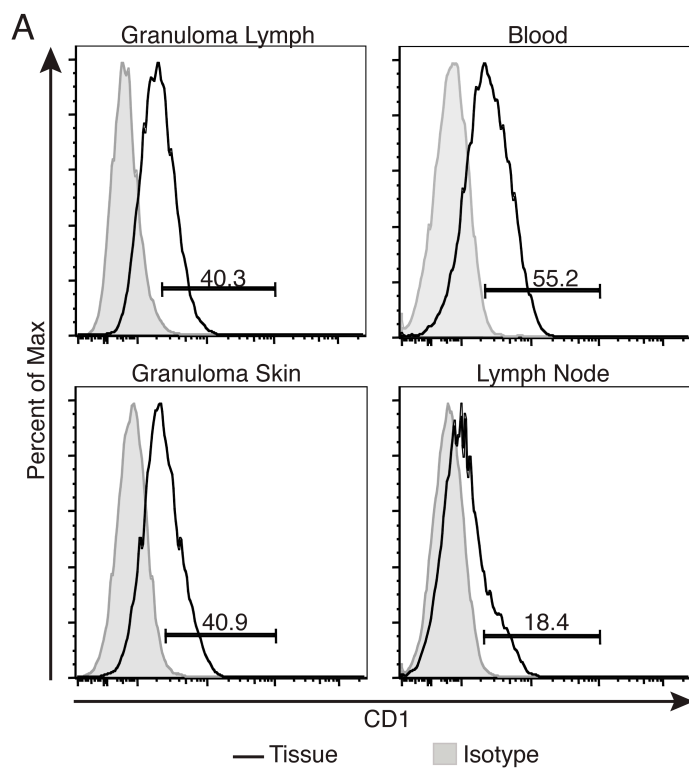 A
Granuloma Lymph
Blood
40.3
55.2
Granuloma Skin
Lymph Node
40.9
18.4
Percent of Max
CD1
Tissue
Isotype